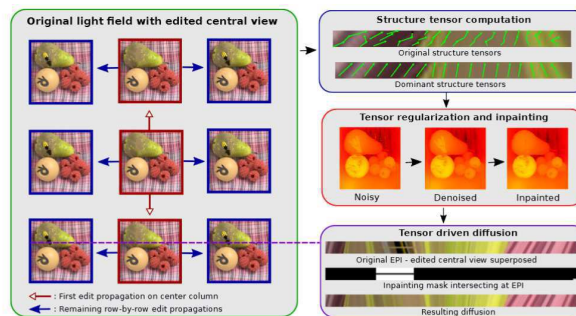 Original light field with edited central view
: First edit propagation on center column
: Remaining row-by-row edit propagations
Structure tensor computation
Original structure tensors
Dominant structure tensors
Tensor regularization and inpainting
Noisy
Denoised
Inpainted
Tensor driven diffusion
Original EPI - edited central view superposed
Inpainting mask intersecting at EPI
Resulting diffusion